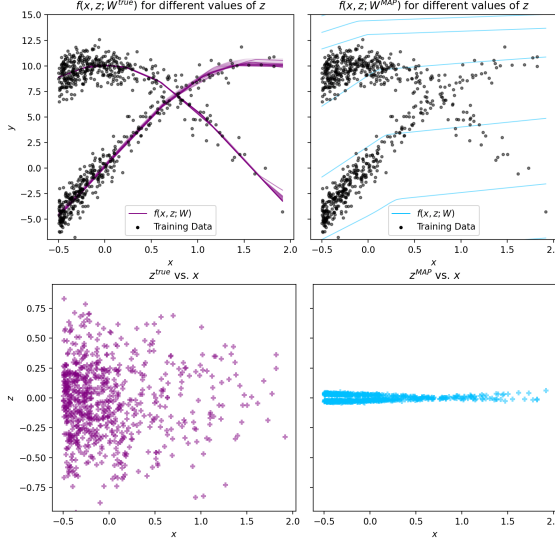 f(x, z; W^true) for different values of z
f(x, z; W^MAP) for different values of z
15.0
12.5
10.0
7.5
5.0
2.5
0.0
−2.5
−5.0
y
f(x, z; W)
Training Data
f(x, z; W)
Training Data
−0.5 0.0 0.5 1.0 1.5 2.0
−0.5 0.0 0.5 1.0 1.5 2.
x
x
z^true vs. x
z^MAP vs. x
0.75
0.50
0.25
0.00
−0.25
−0.50
−0.75
z
−0.5 0.0 0.5 1.0 1.5 2.0
−0.5 0.0 0.5 1.0 1.5 2.
x
x